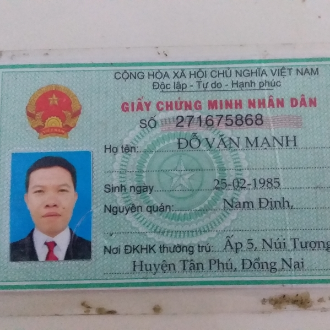 CỘNG HÒA XÃ HỘI CHỦ NGHĨA VIỆT NAM
Độc lập - Tự do - Hạnh phúc
GIẤY CHỨNG MINH NHÂN DÂN
SỐ 271675868
Họ tên: ĐỖ VĂN MẠNH
Sinh ngày 25-02-1985
Nguyên quán: Nam Định,
Nơi ĐKHK thường trú: Ấp 5, Núi Tượng
Huyện Tân Phú, Đồng Nai